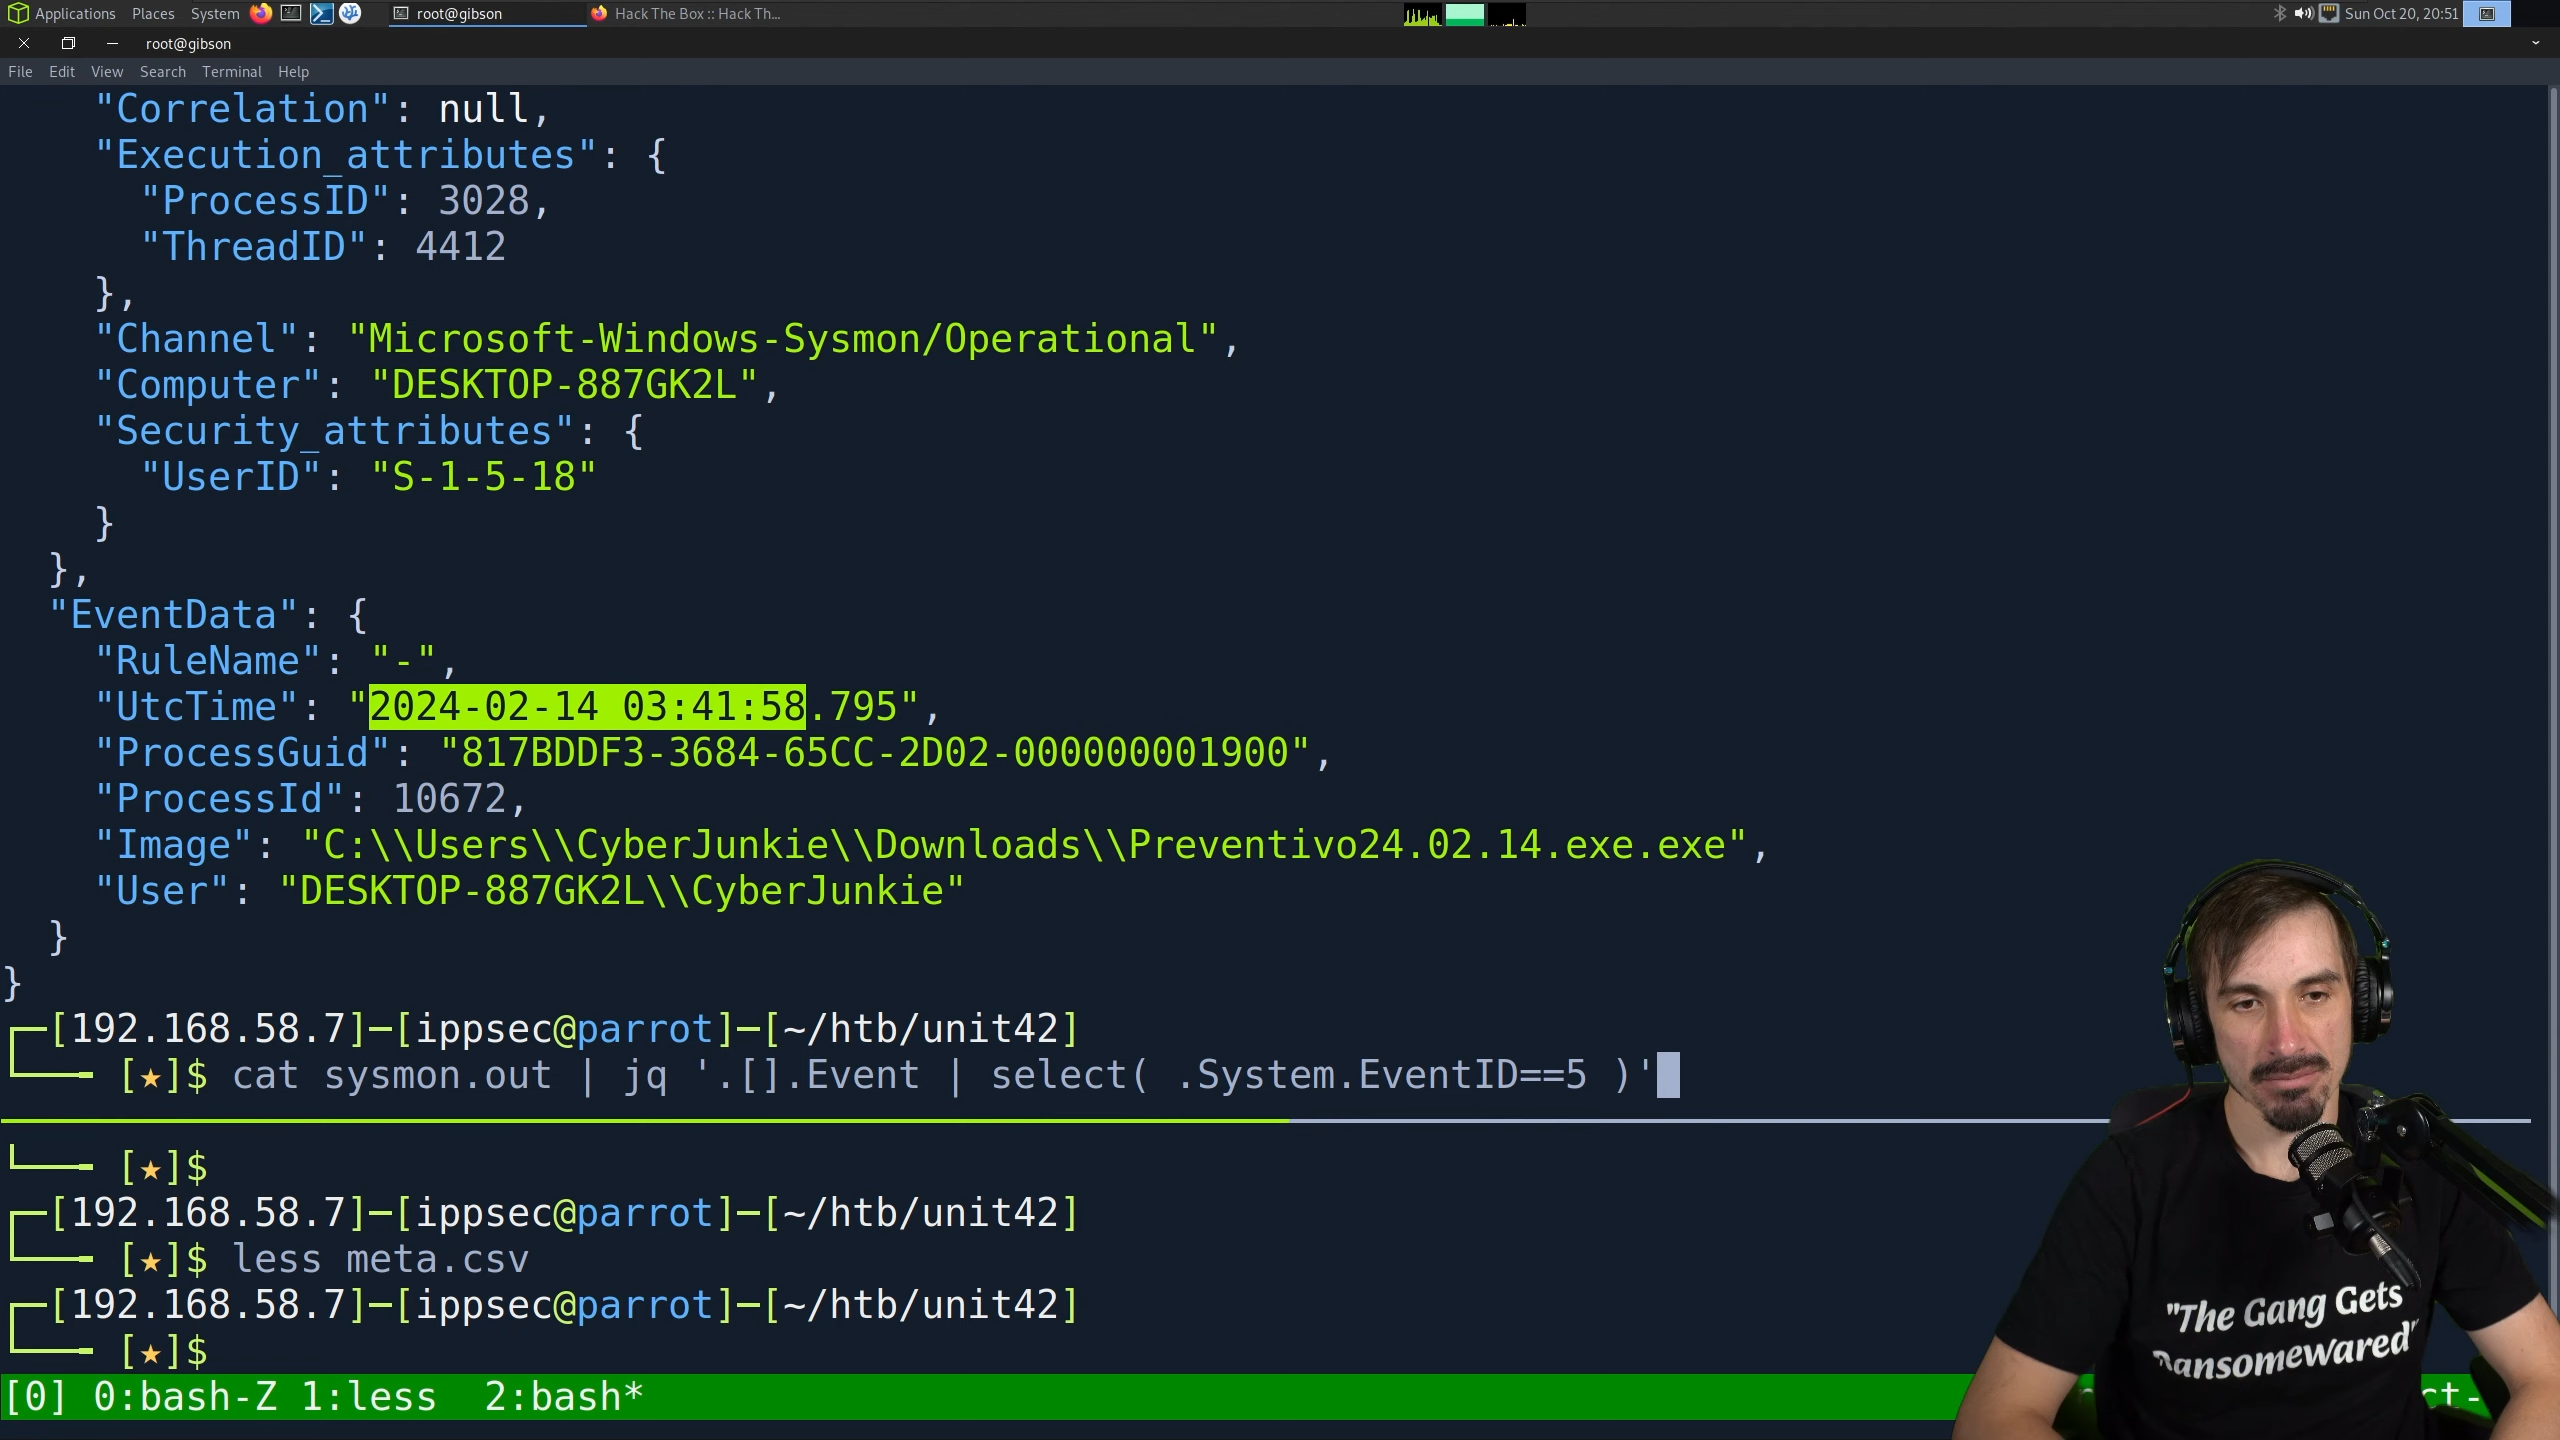 Applications Places System root@gibson Hack The Box :: Hack Th... Sun Oct 20, 20:51
root@gibson
File Edit View Search Terminal Help
"Correlation": null,
"Execution_attributes": {
"ProcessID": 3028,
"ThreadID": 4412
},
"Channel": "Microsoft-Windows-Sysmon/Operational",
"Computer": "DESKTOP-887GK2L",
"Security_attributes": {
"UserID": "S-1-5-18"
}
},
"EventData": {
"RuleName": "-",
"UtcTime": "2024-02-14 03:41:58.795",
"ProcessGuid": "817BDDF3-3684-65CC-2D02-000000001900",
"ProcessId": 10672,
"Image": "C:\\Users\\CyberJunkie\\Downloads\\Preventivo24.02.14.exe.exe",
"User": "DESKTOP-887GK2L\\CyberJunkie"
}
}
[192.168.58.7]─[ippsec@parrot]─[~/htb/unit42]
[★]$ cat sysmon.out | jq '.[].Event | select( .System.EventID==5 )'
[★]$
[192.168.58.7]─[ippsec@parrot]─[~/htb/unit42]
[★]$ less meta.csv
[192.168.58.7]─[ippsec@parrot]─[~/htb/unit42]
[★]$
[0] 0:bash-Z 1:less 2:bash*
"The Gang Gets
Ransomewared"